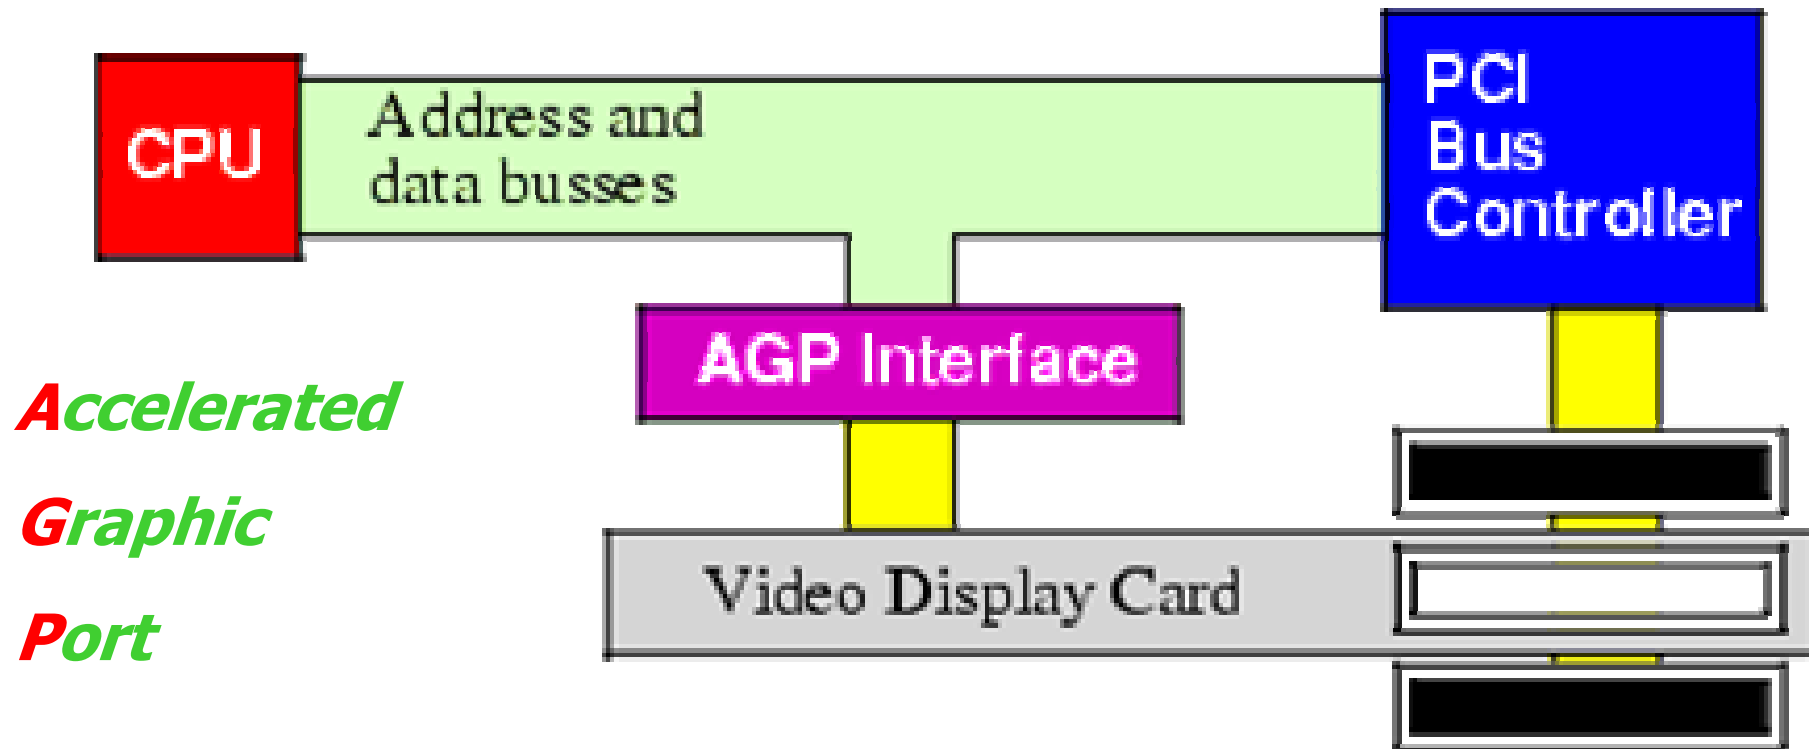 CPU
Address and
data busses
PCI
Bus
Controller
AGP Interface
Accelerated
Graphic
Port
Video Display Card